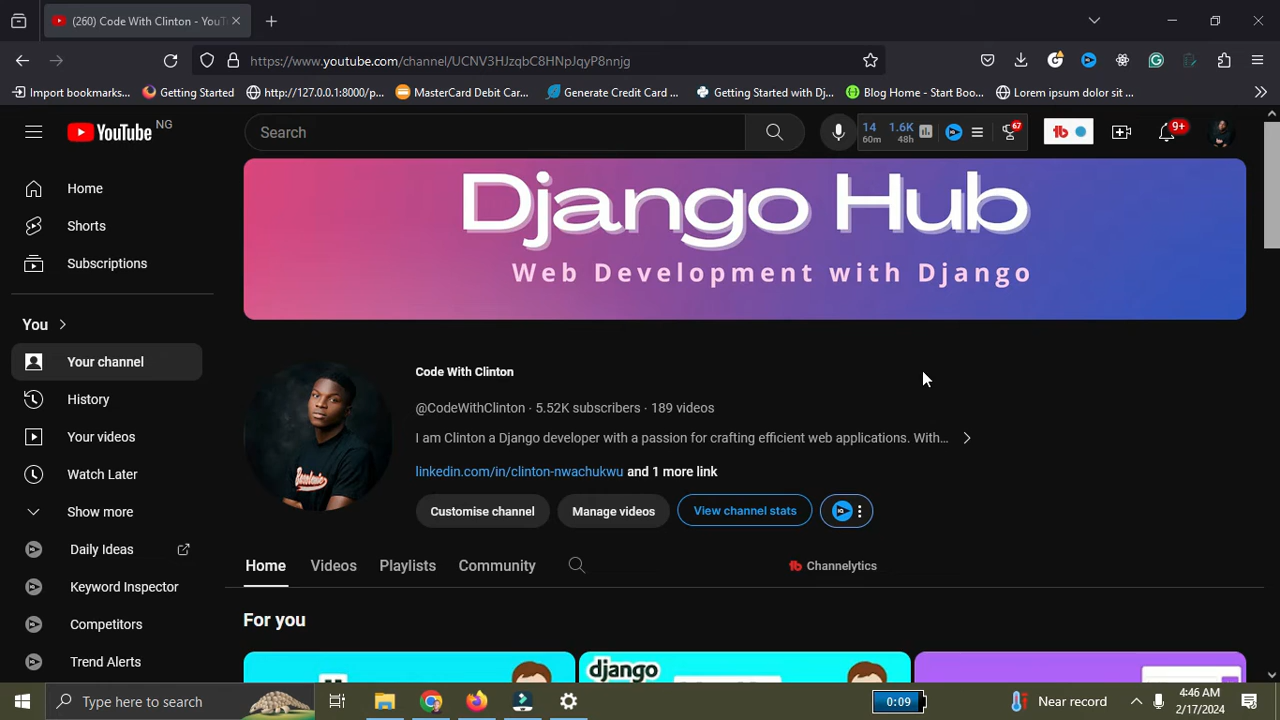 (260) Code With Clinton - YouT
https://www.youtube.com/channel/UCNV3HJzqbC8HNpJqyP8nnjg
Import bookmarks...
Getting Started
http://127.0.0.1:8000/p...
MasterCard Debit Car...
Generate Credit Card ...
Getting Started with Dj...
Blog Home - Start Boo...
Lorem ipsum dolor sit ...
YouTube NG
Search
14 60m
1.6K 48h
67
9+
Home
Shorts
Subscriptions
You
Your channel
History
Your videos
Watch Later
Show more
Daily Ideas
Keyword Inspector
Competitors
Trend Alerts
Django Hub
Web Development with Django
Code With Clinton
@CodeWithClinton · 5.52K subscribers · 189 videos
I am Clinton a Django developer with a passion for crafting efficient web applications. With...
linkedin.com/in/clinton-nwachukwu and 1 more link
Customise channel
Manage videos
View channel stats
Home
Videos
Playlists
Community
Channelytics
For you
django
Type here to search
0:09
Near record
4:46 AM
2/17/2024